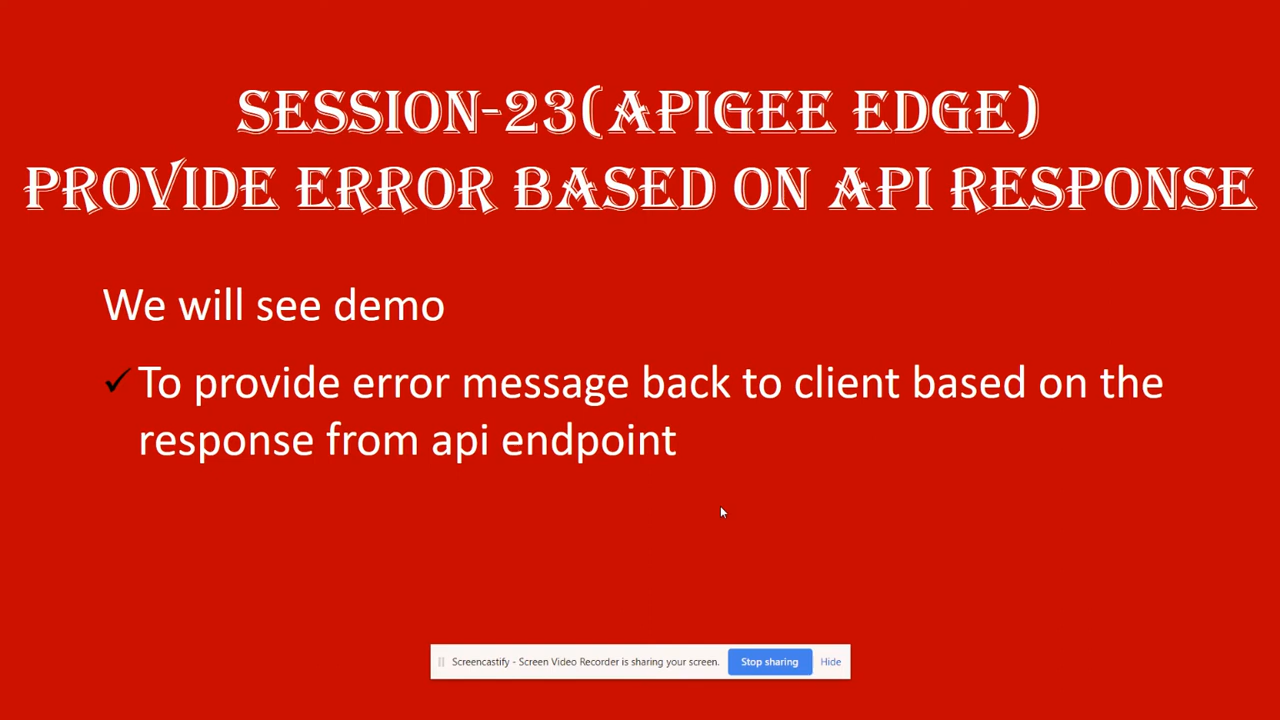 SESSION-23(APIGEE EDGE)
PROVIDE ERROR BASED ON API RESPONSE
We will see demo
✓ To provide error message back to client based on the
response from api endpoint
Screencastify - Screen Video Recorder is sharing your screen. Stop sharing Hide